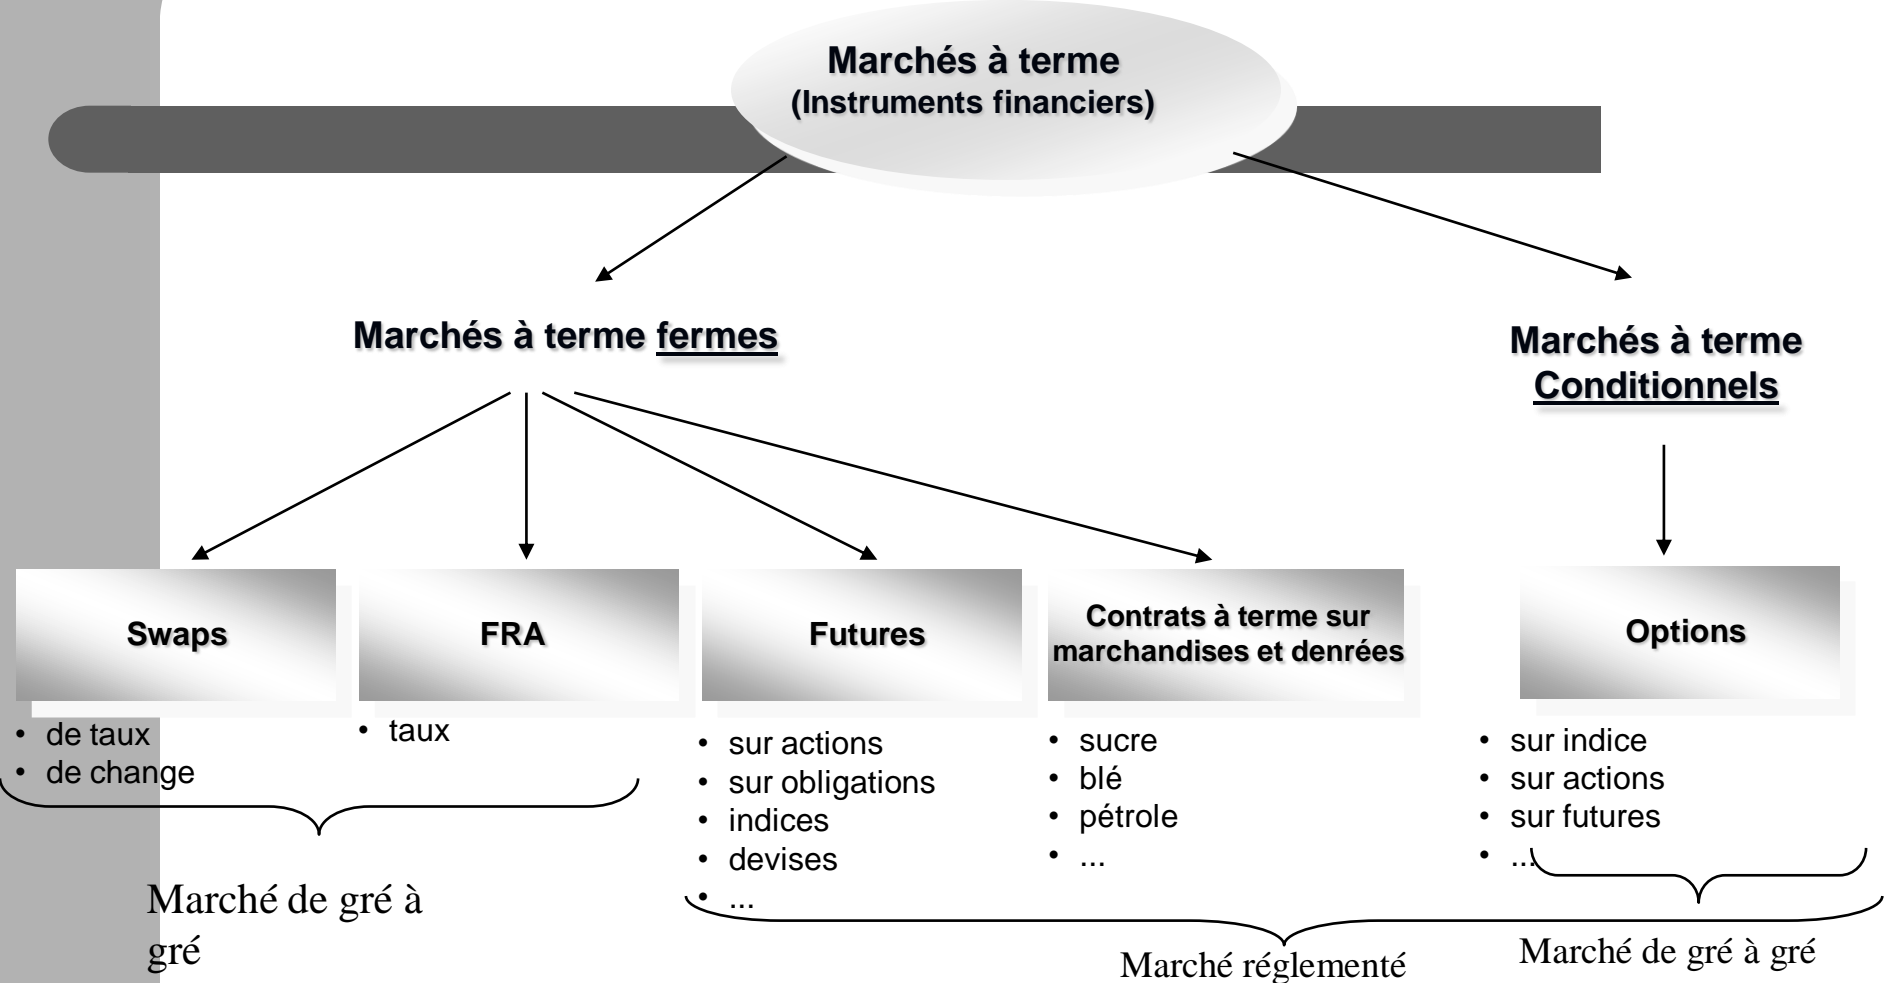 Marchés à terme
(Instruments financiers)
Marchés à terme fermes
Marchés à terme
Conditionnels
Swaps
• de taux
• de change
FRA
• taux
Futures
• sur actions
• sur obligations
• indices
• devises
• ...
Contrats à terme sur
marchandises et denrées
• sucre
• blé
• pétrole
• ...
Options
• sur indice
• sur actions
• sur futures
• ...
Marché de gré à
gré
Marché réglementé
Marché de gré à gré